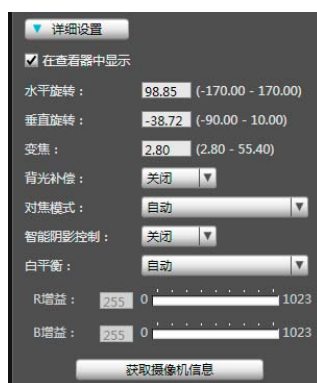 ▼ 详细设置
在查看器中显示
水平旋转： 98.85 (-170.00 - 170.00)
垂直旋转： -38.72 (-90.00 - 10.00)
变焦： 2.80 (2.80 - 55.40)
背光补偿： 关闭
对焦模式： 自动
智能阴影控制： 关闭
白平衡： 自动
R增益： 255 0 1023
B增益： 255 0 1023
获取摄像机信息